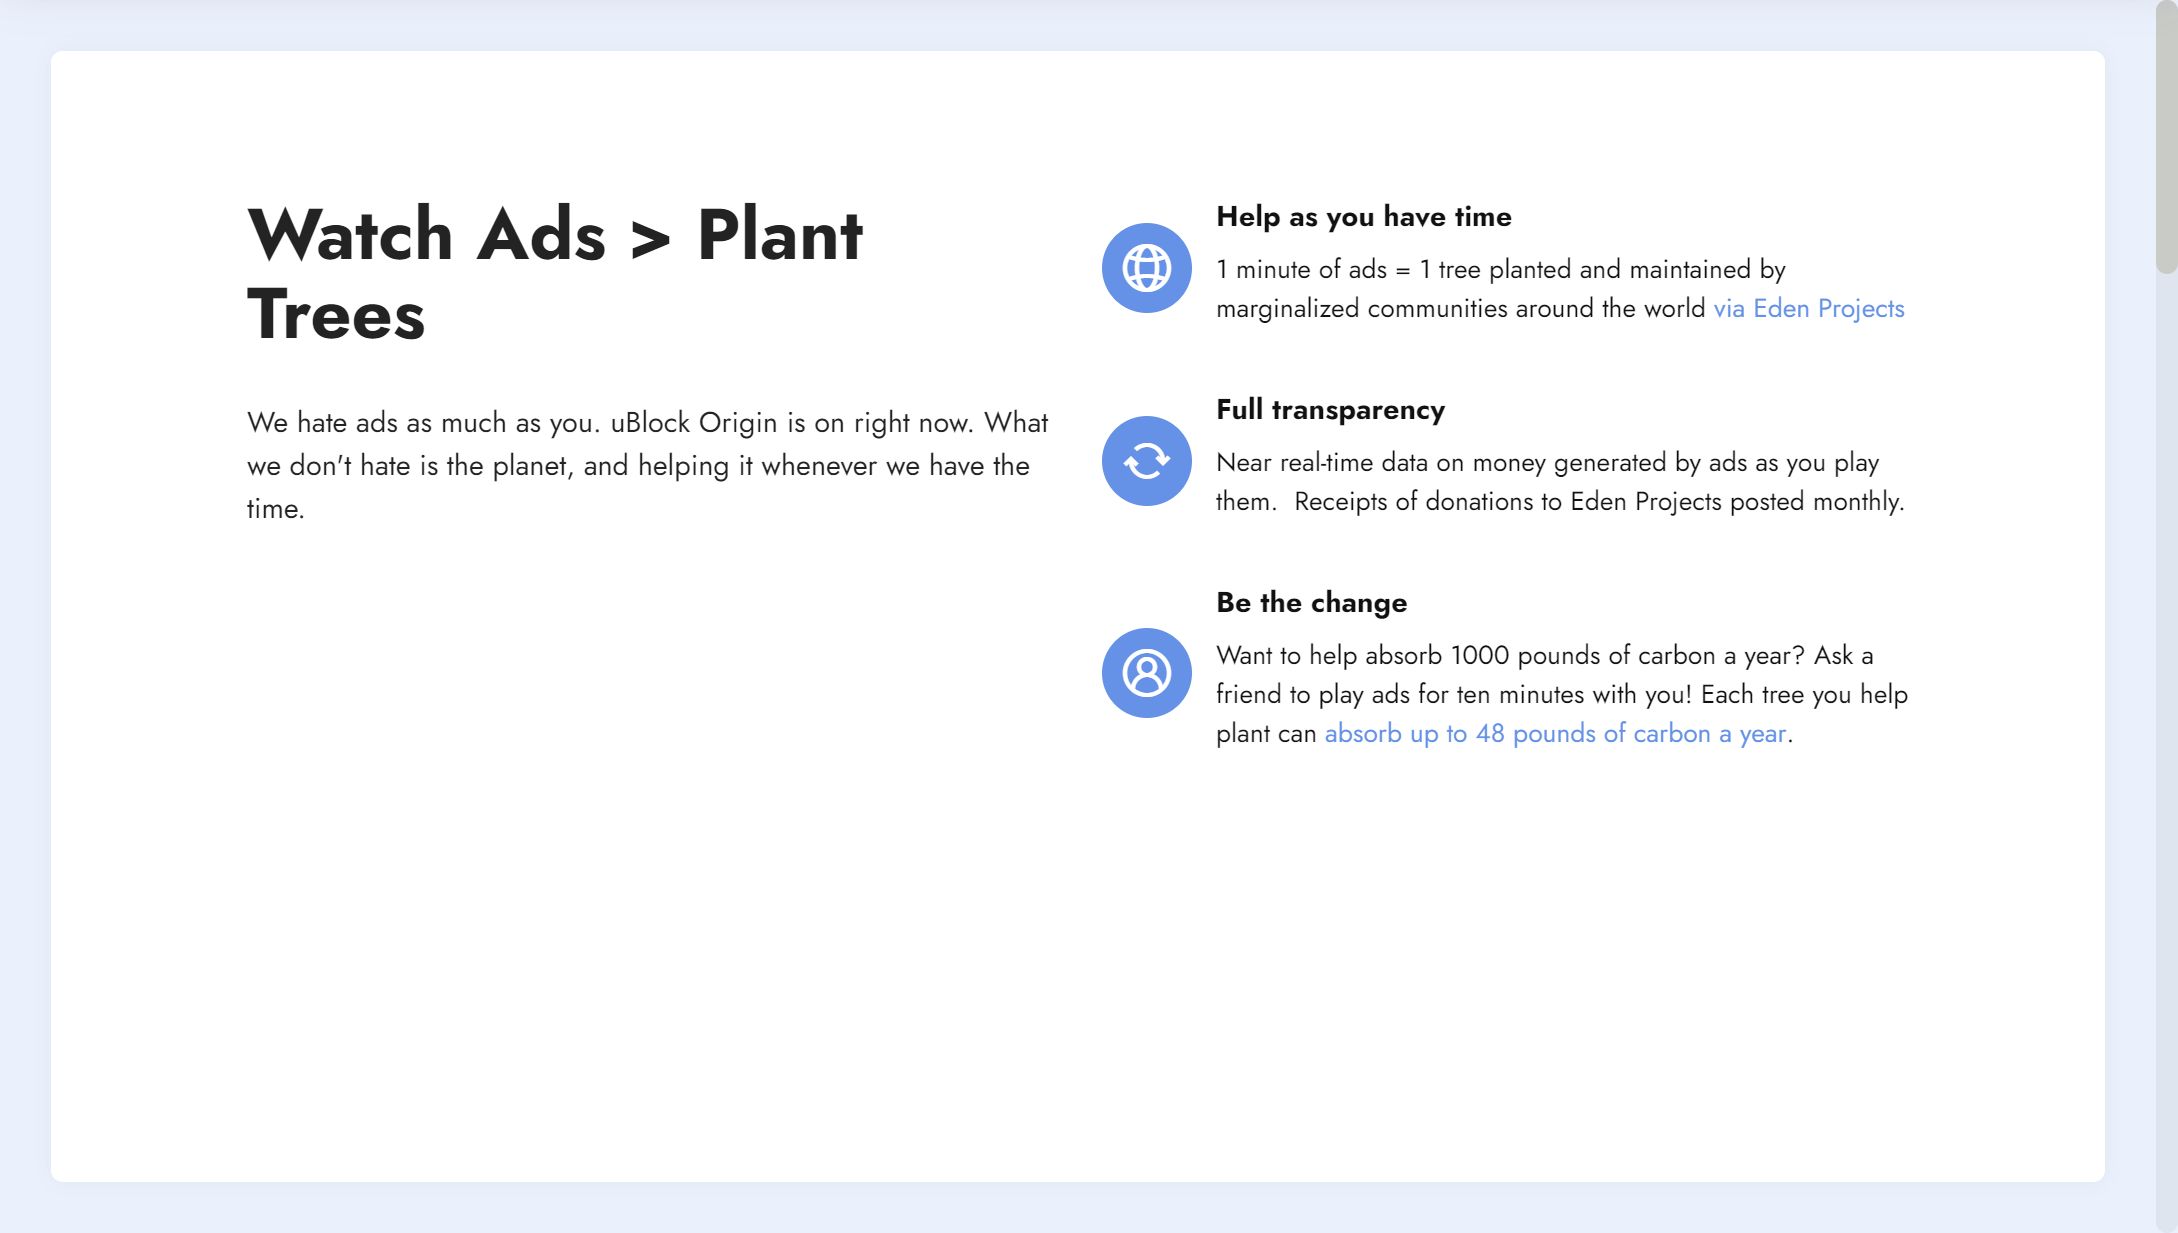 Watch Ads > Plant
Trees
We hate ads as much as you. uBlock Origin is on right now. What
we don't hate is the planet, and helping it whenever we have the
time.
Help as you have time
1 minute of ads = 1 tree planted and maintained by
marginalized communities around the world via Eden Projects
Full transparency
Near real-time data on money generated by ads as you play
them.  Receipts of donations to Eden Projects posted monthly.
Be the change
Want to help absorb 1000 pounds of carbon a year? Ask a
friend to play ads for ten minutes with you! Each tree you help
plant can absorb up to 48 pounds of carbon a year.